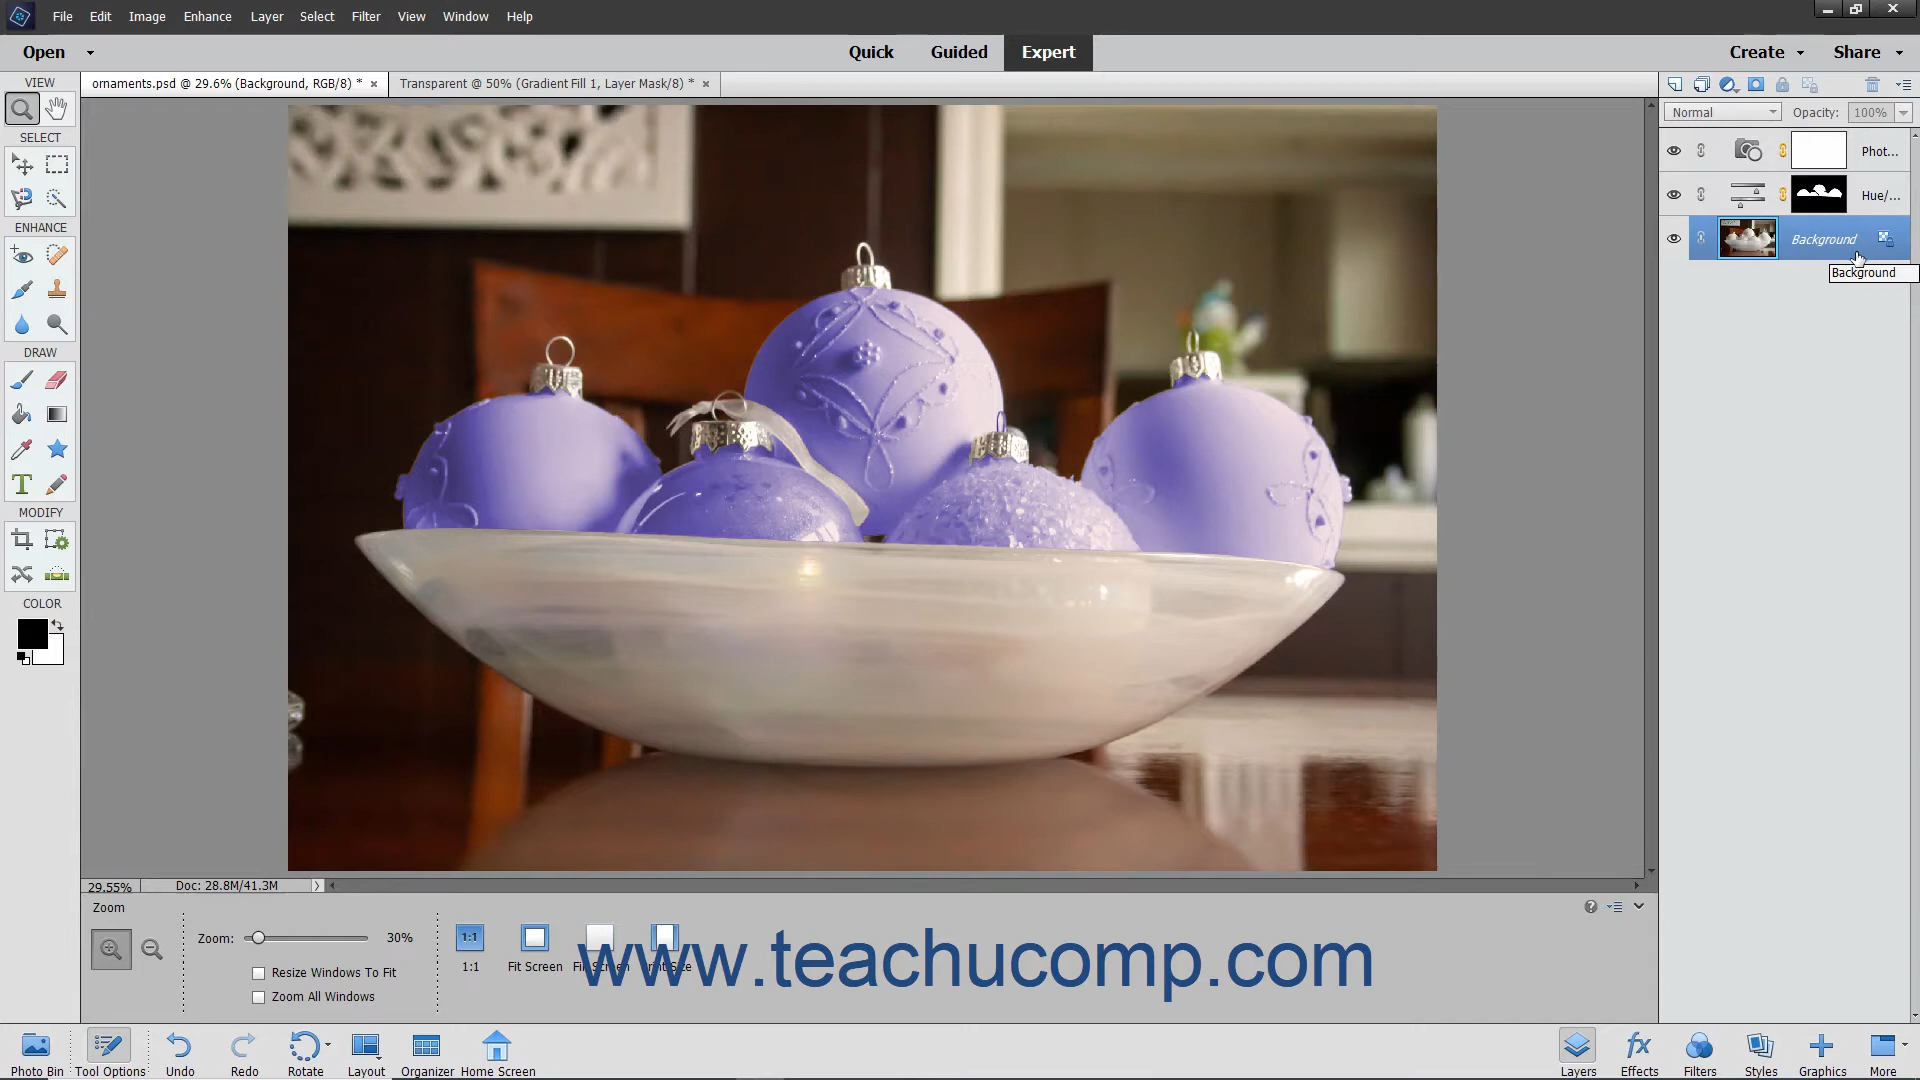 File Edit Image Enhance Layer Select Filter View Window Help
Open Quick Guided Expert Create Share
VIEW
ornaments.psd @ 29.6% (Background, RGB/8) * × Transparent @ 50% (Gradient Fill 1, Layer Mask/8) * ×
Normal Opacity: 100%
SELECT
Phot...
Hue/...
Background
Background
ENHANCE
DRAW
MODIFY
COLOR
29.55% Doc: 28.8M/41.3M
Zoom
Zoom: 30%
1:1
1:1 Fit Screen
Resize Windows To Fit
Zoom All Windows
www.teachucomp.com
Photo Bin Tool Options Undo Redo Rotate Layout Organizer Home Screen Layers Effects Filters Styles Graphics More